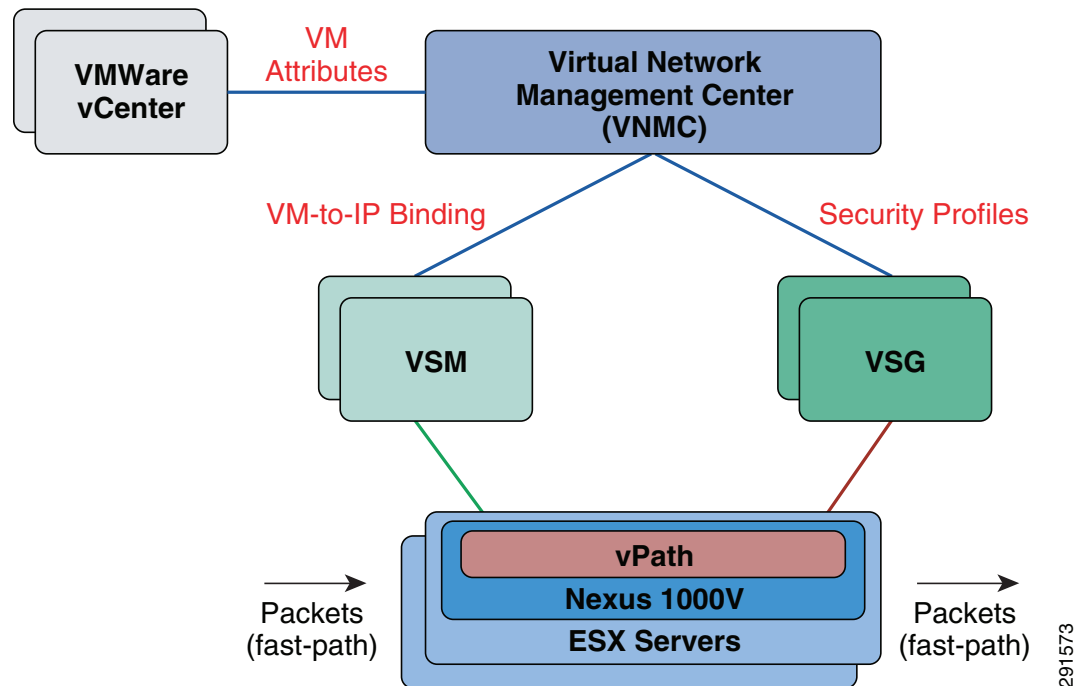 VMWare
vCenter
VM
Attributes
Virtual Network
Management Center
(VNMC)
VM-to-IP Binding
Security Profiles
VSM
VSG
vPath
Nexus 1000V
ESX Servers
Packets
(fast-path)
Packets
(fast-path)
291573